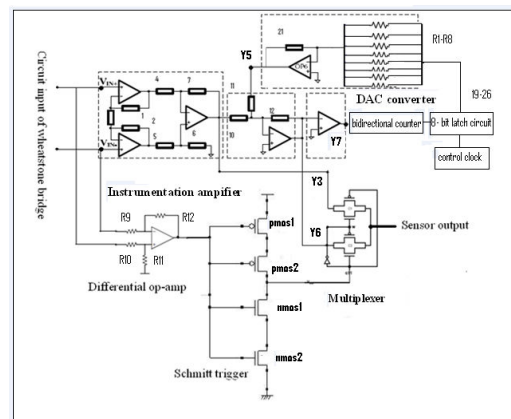 21
R1-R8
Y5
OP6
Circuit input of wheatstone bridge
4
7
11
DAC converter
19-26
1
2
12
bidirectional counter
8- bit latch circuit
5
6
10
Y7
control clock
Instrumentation ampifier
Y3
R9
R12
pmos1
Y6
Sensor output
R10
R11
pmos2
Differential op-amp
Multiplexer
nmos1
nmos2
Schmitt trigger